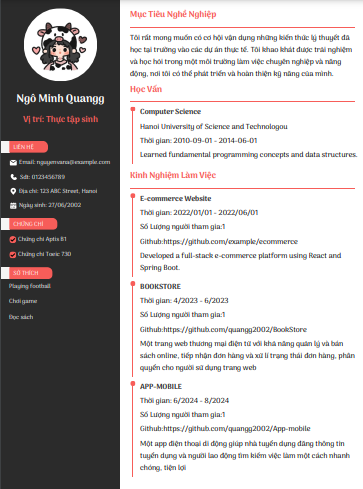 Ngô Minh Quangg
Vị trí: Thực tập sinh
LIÊN HỆ
Email: nguyenvana@example.com
Sđt: 0123456789
Địa chỉ: 123 ABC Street, Hanoi
Ngày sinh: 27/06/2002
CHỨNG CHỈ
Chứng chỉ Aptis B1
Chứng chỉ Toeic 730
SỞ THÍCH
Playing football
Chơi game
Đọc sách
Mục Tiêu Nghề Nghiệp
Tôi rất mong muốn có cơ hội vận dụng những kiến thức lý thuyết đã
học tại trường vào các dự án thực tế. Tôi khao khát được trải nghiệm
và học hỏi trong một môi trường làm việc chuyên nghiệp và năng
động, nơi tôi có thể phát triển và hoàn thiện kỹ năng của mình.
Học Vấn
Computer Science
Hanoi University of Science and Technologou
Thời gian: 2010-09-01 - 2014-06-01
Learned fundamental programming concepts and data structures.
Kinh Nghiệm Làm Việc
E-commerce Website
Thời gian: 2022/01/01 - 2022/06/01
Số Lượng người tham gia:1
Github:https://github.com/example/ecommerce
Developed a full-stack e-commerce platform using React and
Spring Boot.
BOOKSTORE
Thời gian: 4/2023 - 6/2023
Số Lượng người tham gia:1
Github:https://github.com/quangg2002/BookStore
Một trang web thương mại điện tử với khả năng quản lý và bán
sách online, tiếp nhận đơn hàng và xử lí trạng thái đơn hàng, phân
quyền cho người sử dụng trang web
APP-MOBILE
Thời gian: 6/2024 - 8/2024
Số Lượng người tham gia:1
Github:https://github.com/quangg2002/App-mobile
Một app điện thoại di động giúp nhà tuyển dụng đăng thông tin
tuyển dụng và người lao động tìm kiếm việc làm một cách nhanh
chóng, tiện lợi